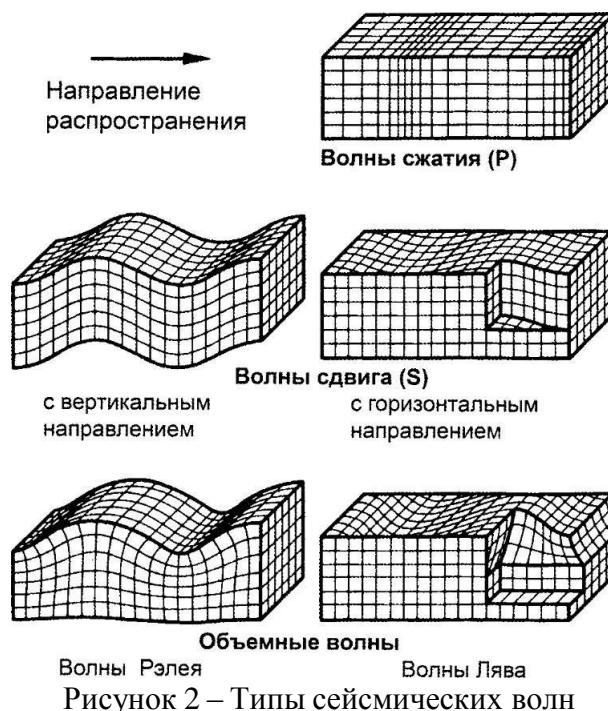 Направление
распространения
Волны сжатия (P)
Волны сдвига (S)
с вертикальным
направлением
с горизонтальным
направлением
Объемные волны
Волны Рэлея
Волны Лява
Рисунок 2 – Типы сейсмических волн